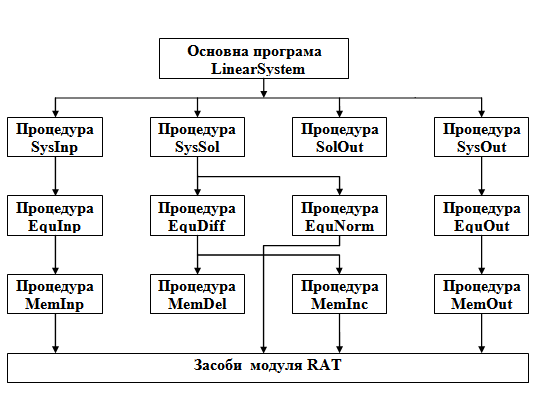 Основна програма
LinearSystem
Процедура
SysInp
Процедура
SysSol
Процедура
SolOut
Процедура
SysOut
Процедура
EquInp
Процедура
EquDiff
Процедура
EquNorm
Процедура
EquOut
Процедура
MemInp
Процедура
MemDel
Процедура
MemInc
Процедура
MemOut
Засоби модуля RAT